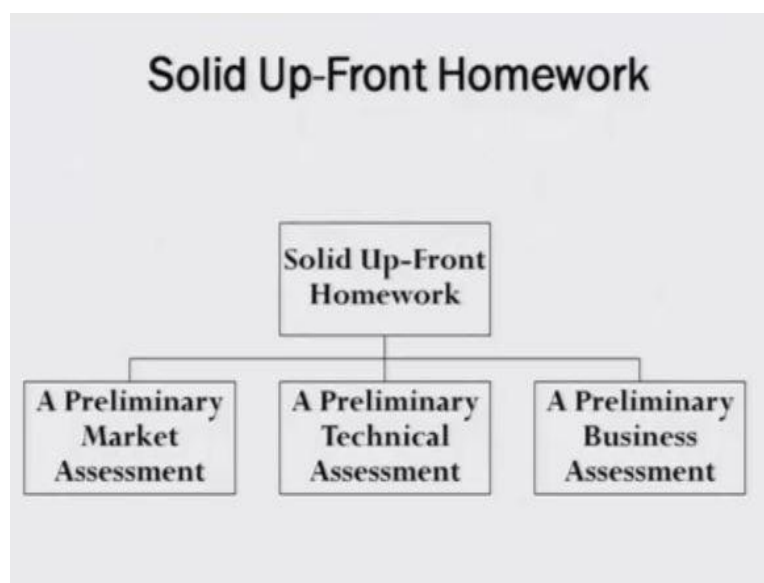 Solid Up-Front Homework
Solid Up-Front
Homework
A Preliminary
Market
Assessment
A Preliminary
Technical
Assessment
A Preliminary
Business
Assessment